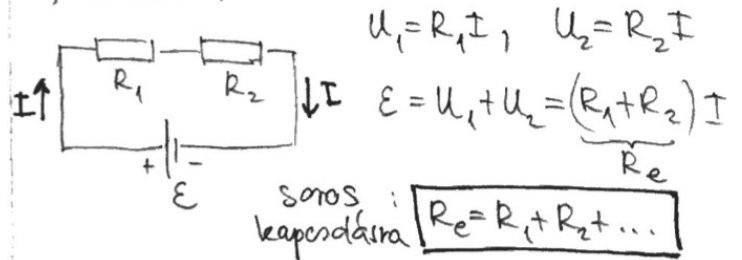 U₁=R₁I, U₂=R₂I
R₁ R₂
I I
ε = U₁+U₂=(R₁+R₂) I
Rₑ
+ -
ε
soros :
kapcsolásra Rₑ=R₁+R₂+...